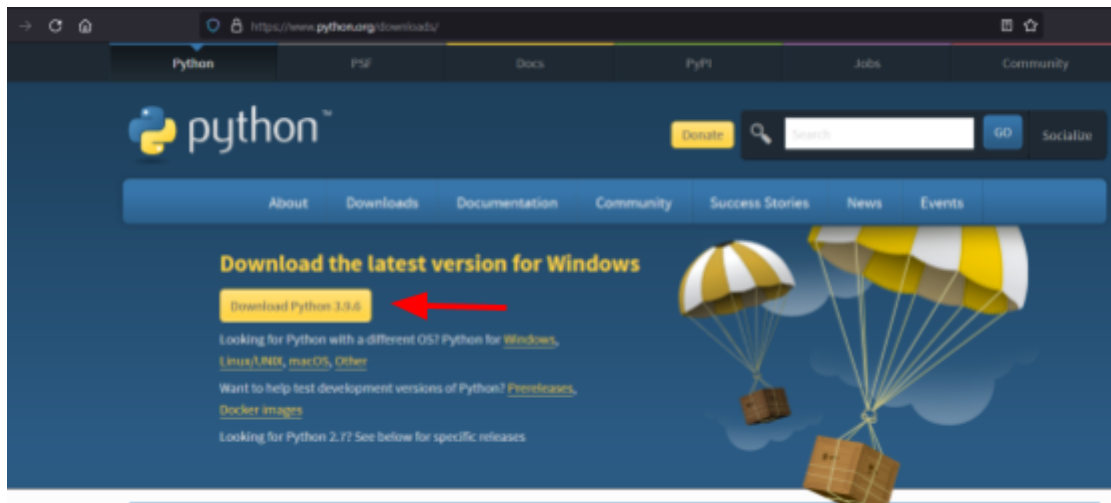 https://www.python.org/downloads/
Python PSF Docs PyPI Jobs Community
python™
Donate Search GO Socialize
About Downloads Documentation Community Success Stories News Events
Download the latest version for Windows
Download Python 3.9.6
Looking for Python with a different OS? Python for Windows,
Linux/UNIX, macOS, Other
Want to help test development versions of Python? Prereleases,
Docker images
Looking for Python 2.7? See below for specific releases